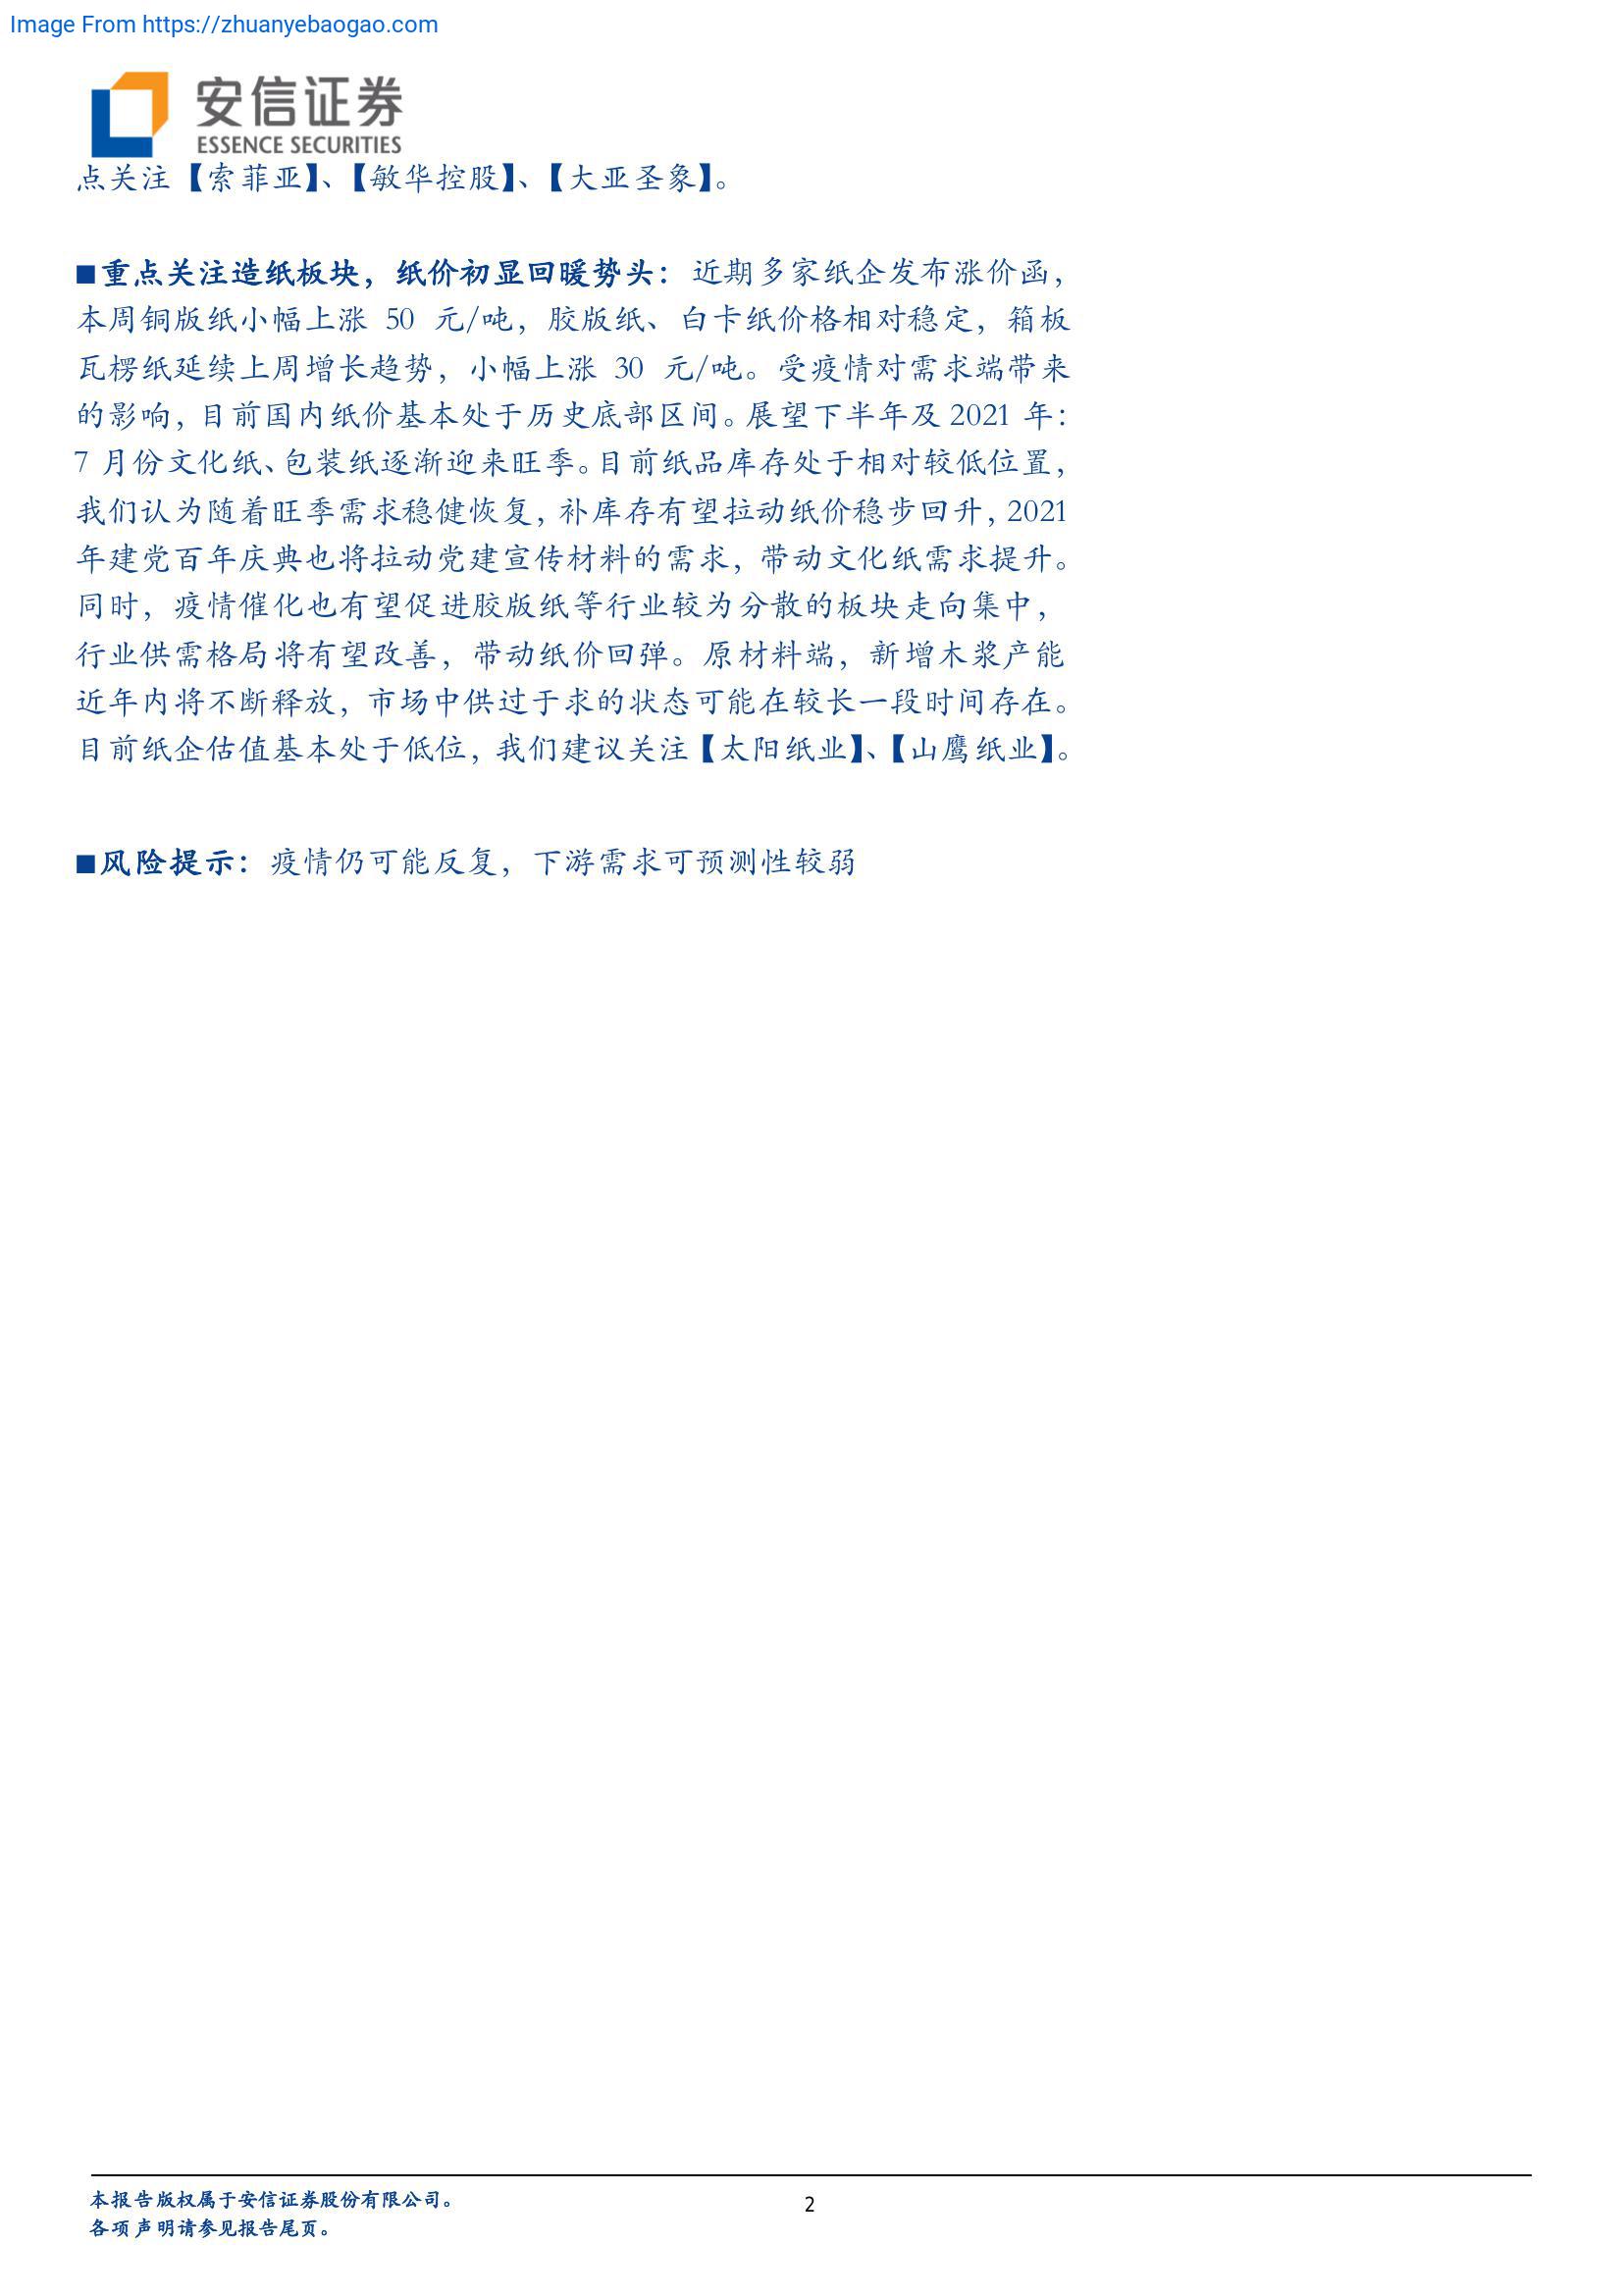 Image From https://zhuanyebaogao.com
安信证券
ESSENCE SECURITIES
点关注【索菲亚】、【敏华控股】、【大亚圣象】。
■重点关注造纸板块，纸价初显回暖势头：近期多家纸企发布涨价函，
本周铜版纸小幅上涨 50 元/吨，胶版纸、白卡纸价格相对稳定，箱板
瓦楞纸延续上周增长趋势，小幅上涨 30 元/吨。受疫情对需求端带来
的影响，目前国内纸价基本处于历史底部区间。展望下半年及 2021 年：
7 月份文化纸、包装纸逐渐迎来旺季。目前纸品库存处于相对较低位置，
我们认为随着旺季需求稳健恢复，补库存有望拉动纸价稳步回升，2021
年建党百年庆典也将拉动党建宣传材料的需求，带动文化纸需求提升。
同时，疫情催化也有望促进胶版纸等行业较为分散的板块走向集中，
行业供需格局将有望改善，带动纸价回弹。原材料端，新增木浆产能
近年内将不断释放，市场中供过于求的状态可能在较长一段时间存在。
目前纸企估值基本处于低位，我们建议关注【太阳纸业】、【山鹰纸业】。
■风险提示：疫情仍可能反复，下游需求可预测性较弱
本报告版权属于安信证券股份有限公司。
各项声明请参见报告尾页。
2